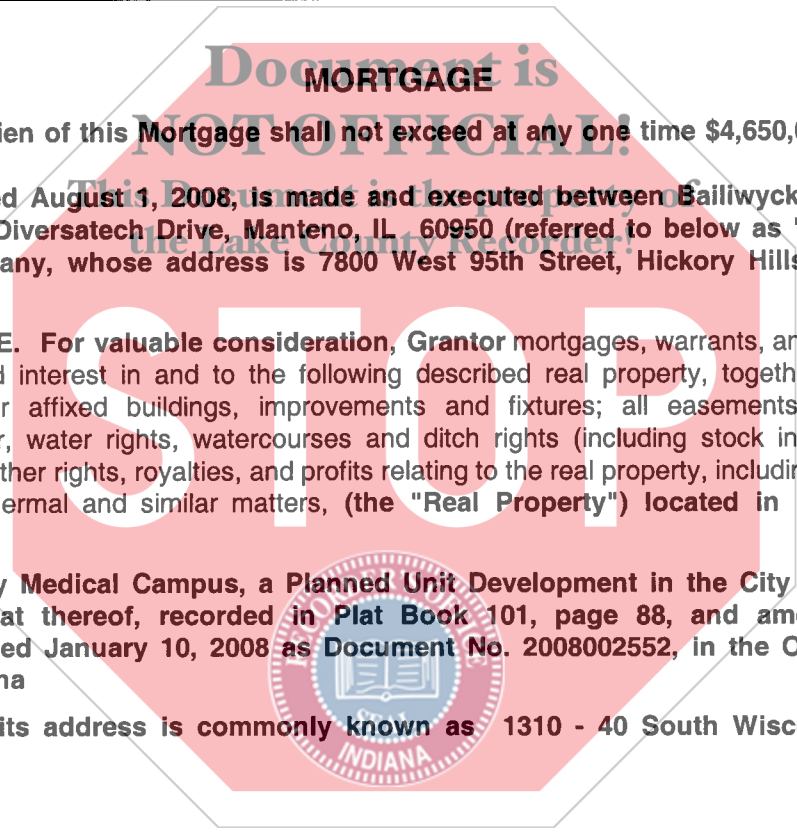 Document is
MORTGAGE
NOT OFFICIAL!
ien of this Mortgage shall not exceed at any one time $4,650,
This Document is the property of
ed August 1, 2008, is made and executed between Bailiwyck
Diversatech Drive, Manteno, IL 60950 (referred to below as "
the Lake County Recorder!
any, whose address is 7800 West 95th Street, Hickory Hills
STOP
E. For valuable consideration, Grantor mortgages, warrants, an
d interest in and to the following described real property, togeth
r affixed buildings, improvements and fixtures; all easements
r, water rights, watercourses and ditch rights (including stock in
ther rights, royalties, and profits relating to the real property, includi
ermal and similar matters, (the "Real Property") located in
y Medical Campus, a Planned Unit Development in the City
at thereof, recorded in Plat Book 101, page 88, and am
ed January 10, 2008 as Document No. 2008002552, in the O
na
its address is commonly known as 1310 - 40 South Wisc
SEAL
INDIANA